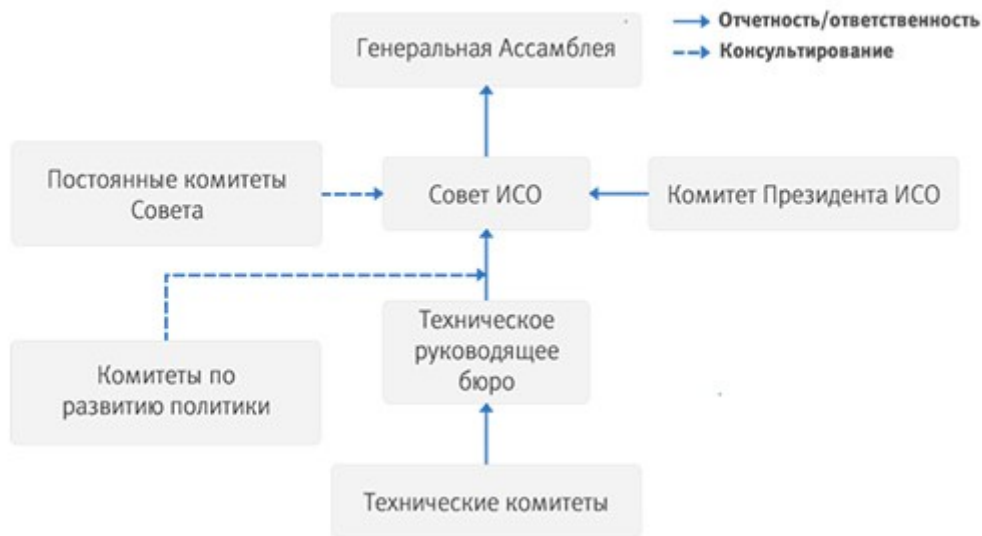 Генеральная Ассамблея
Отчетность/ответственность
Консультирование
Постоянные комитеты
Совета
Совет ИСО
Комитет Президента ИСО
Техническое
руководящее
бюро
Комитеты по
развитию политики
Технические комитеты